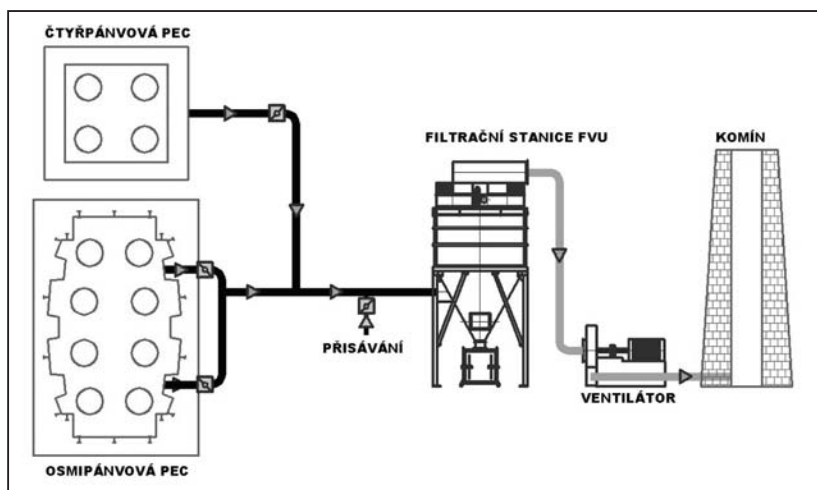 ČTYŘPÁNVOVÁ PEC
FILTRAČNÍ STANICE FVU
KOMÍN
PŘISÁVÁNÍ
VENTILÁTOR
OSMIPÁNVOVÁ PEC